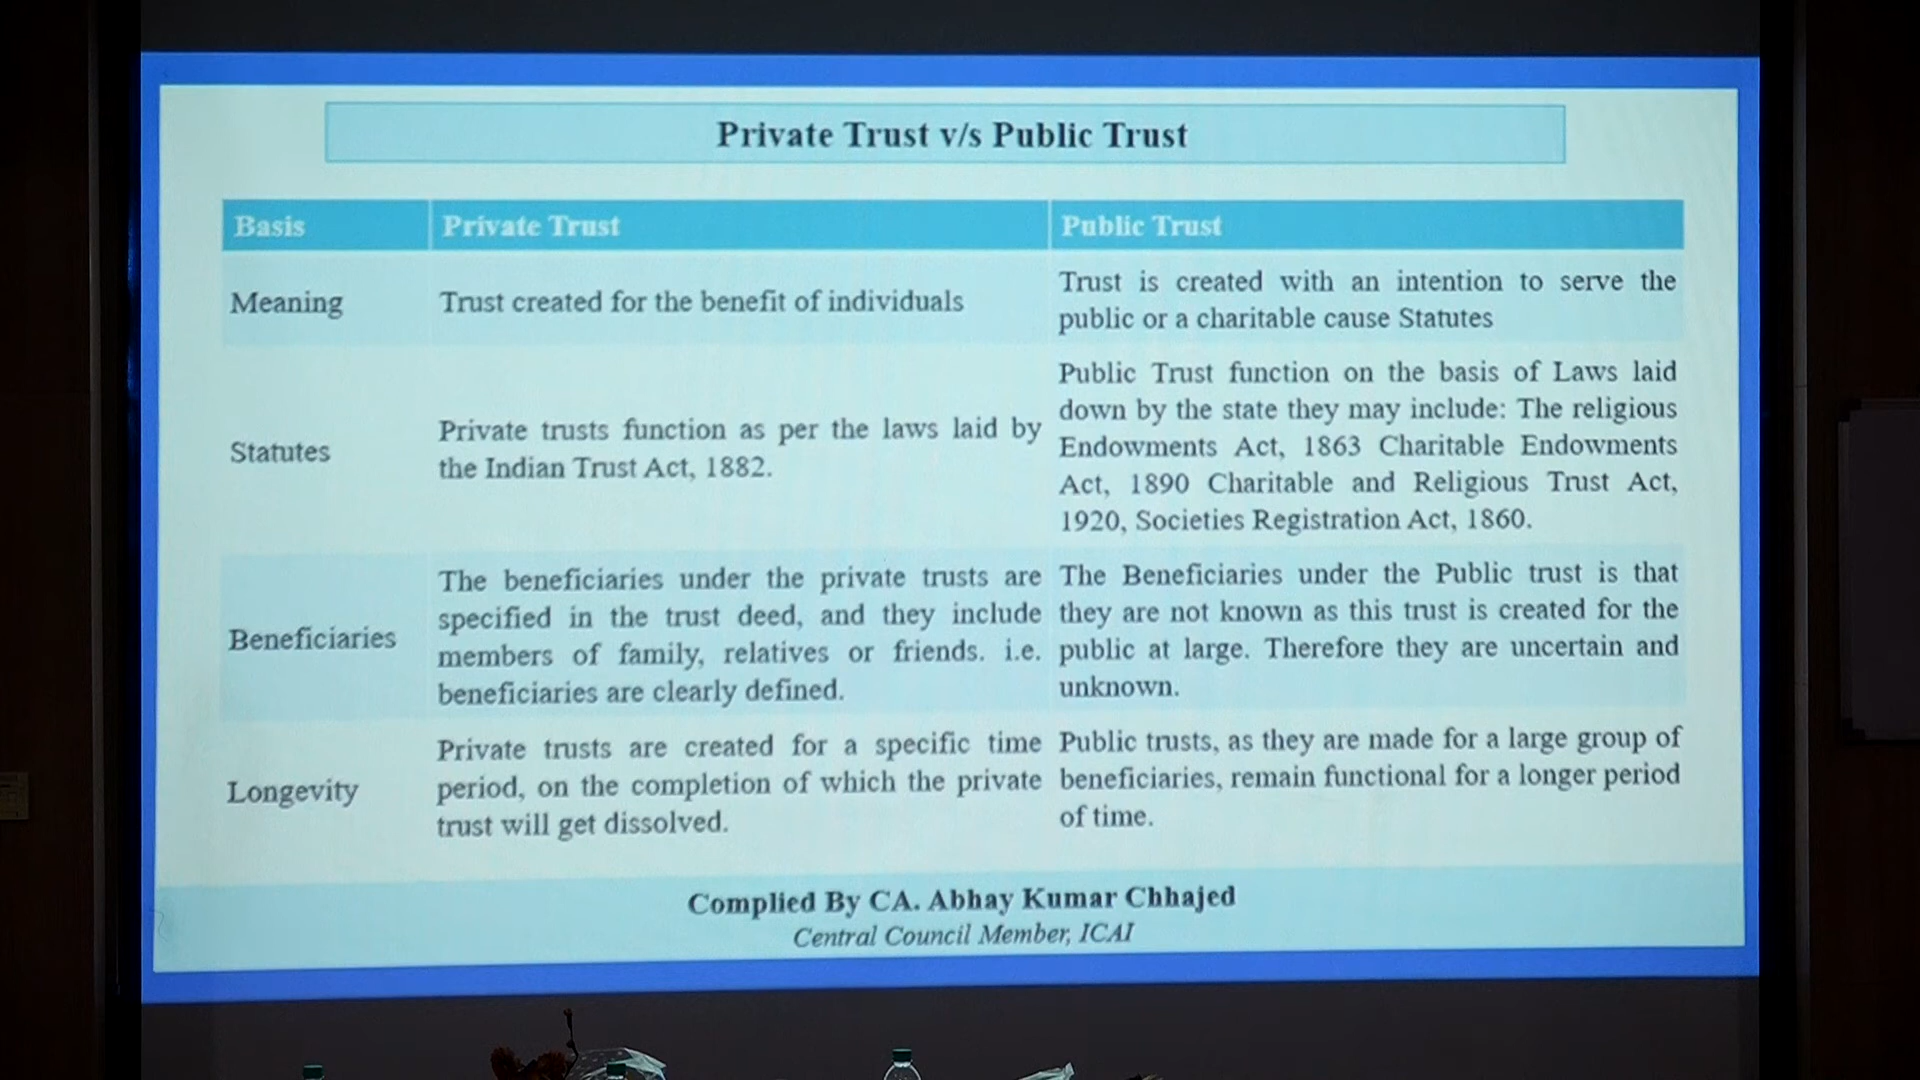 Private Trust v/s Public Trust
Basis
Private Trust
Public Trust
Meaning
Trust created for the benefit of individuals
Trust is created with an intention to serve the
public or a charitable cause Statutes
Statutes
Private trusts function as per the laws laid by
the Indian Trust Act, 1882.
Public Trust function on the basis of Laws laid
down by the state they may include: The religious
Endowments Act, 1863 Charitable Endowments
Act, 1890 Charitable and Religious Trust Act,
1920, Societies Registration Act, 1860.
Beneficiaries
The beneficiaries under the private trusts are
specified in the trust deed, and they include
members of family, relatives or friends. i.e.
beneficiaries are clearly defined.
The Beneficiaries under the Public trust is that
they are not known as this trust is created for the
public at large. Therefore they are uncertain and
unknown.
Longevity
Private trusts are created for a specific time
period, on the completion of which the private
trust will get dissolved.
Public trusts, as they are made for a large group of
beneficiaries, remain functional for a longer period
of time.
Complied By CA. Abhay Kumar Chhajed
Central Council Member, ICAI